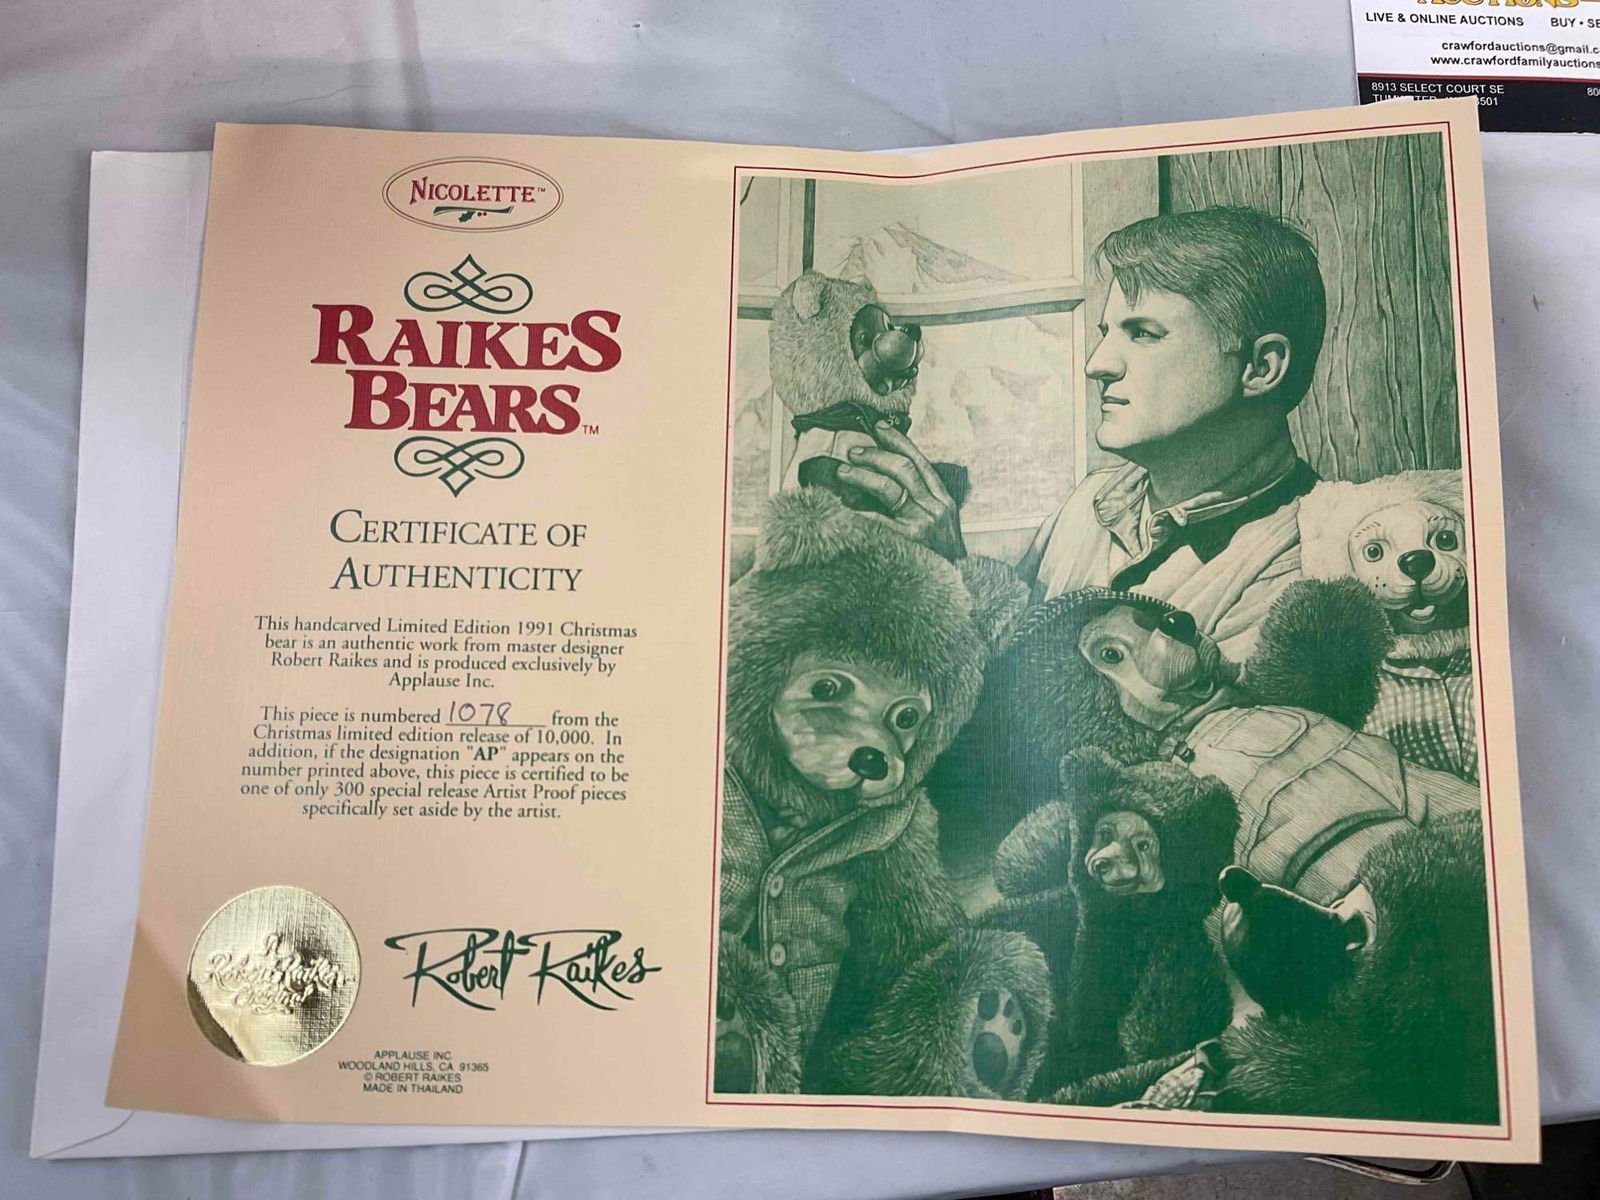 LIVE & ONLINE AUCTIONS BUY • SE
crawfordauctions@gmail.c
www.crawfordfamilyauctions
8913 SELECT COURT SE 80
NICOLETTE™
RAIKES
BEARS™
CERTIFICATE OF
AUTHENTICITY
This handcarved Limited Edition 1991 Christmas
bear is an authentic work from master designer
Robert Raikes and is produced exclusively by
Applause Inc.
This piece is numbered 1078 from the
Christmas limited edition release of 10,000. In
addition, if the designation "AP" appears on the
number printed above, this piece is certified to be
one of only 300 special release Artist Proof pieces
specifically set aside by the artist.
A
Robert Raikes
Original
Robert Raikes
APPLAUSE INC.
WOODLAND HILLS, CA 91365
© ROBERT RAIKES
MADE IN THAILAND